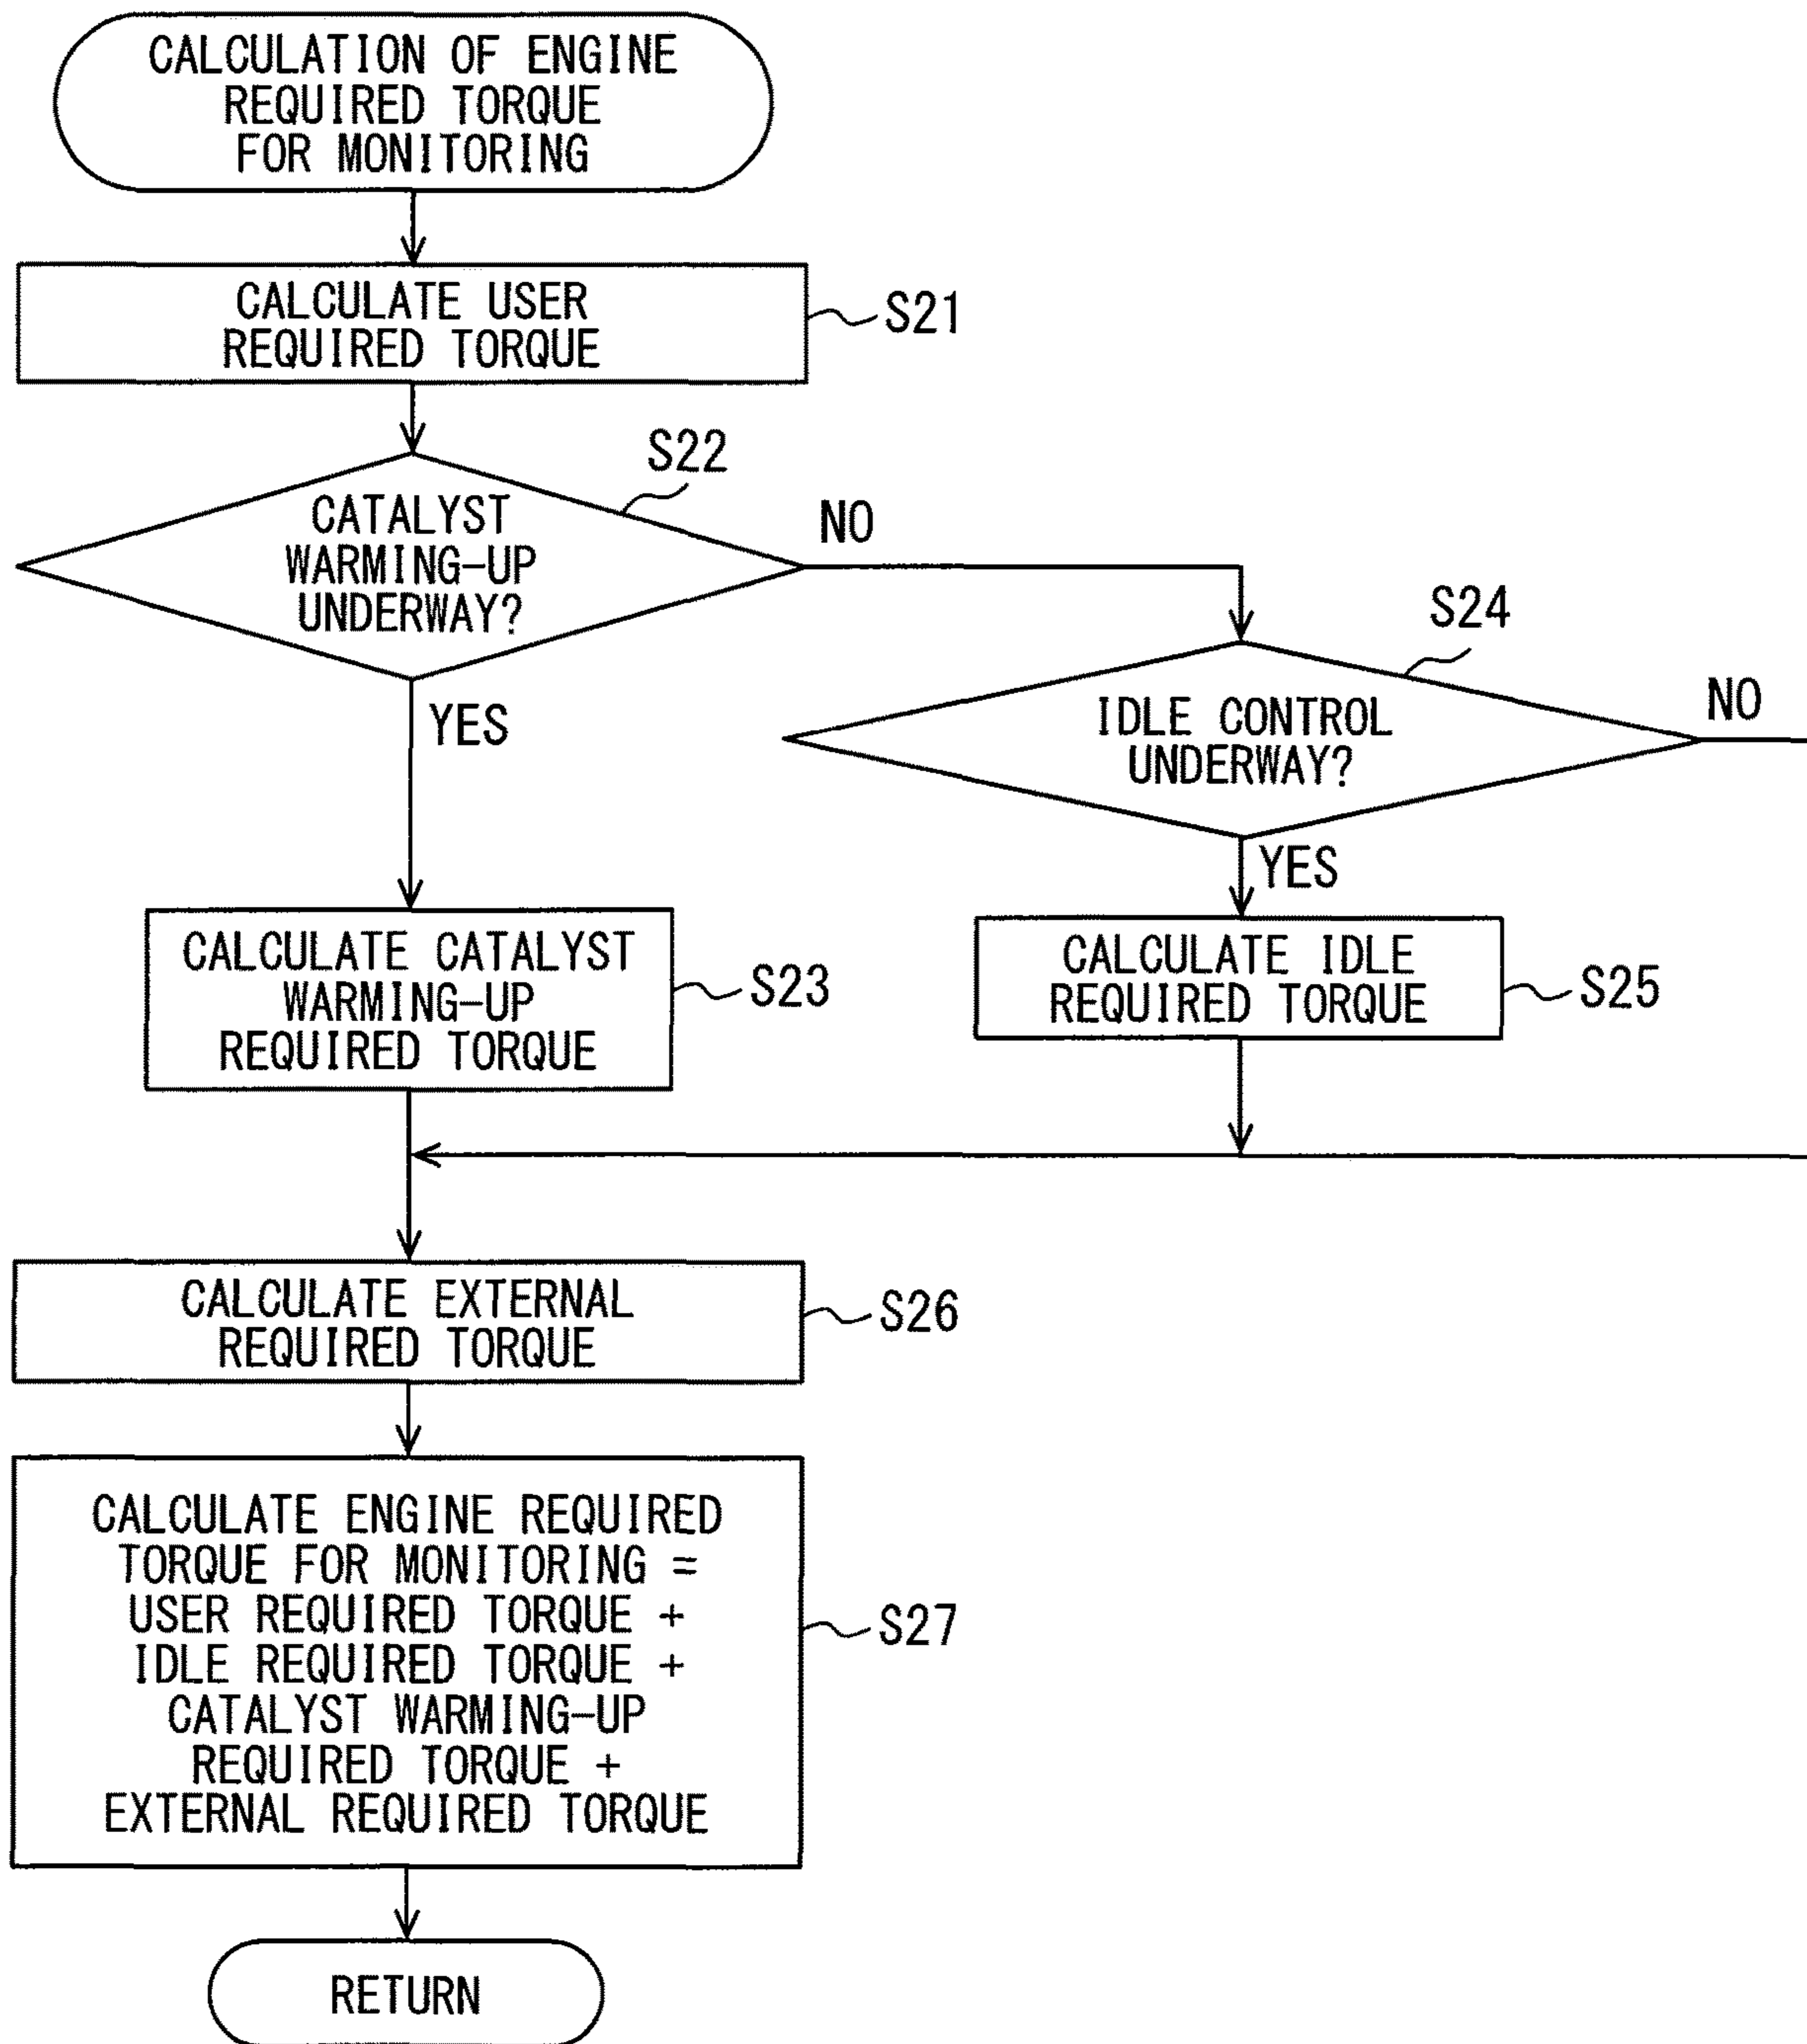 CALCULATION OF ENGINE
REQUIRED TORQUE
FOR MONITORING
CALCULATE USER
REQUIRED TORQUE
S21
S22
CATALYST
WARMING-UP
UNDERWAY?
NO
YES
S24
IDLE CONTROL
UNDERWAY?
NO
YES
CALCULATE CATALYST
WARMING-UP
REQUIRED TORQUE
S23
CALCULATE IDLE
REQUIRED TORQUE
S25
CALCULATE EXTERNAL
REQUIRED TORQUE
S26
CALCULATE ENGINE REQUIRED
TORQUE FOR MONITORING =
USER REQUIRED TORQUE +
IDLE REQUIRED TORQUE +
CATALYST WARMING-UP
REQUIRED TORQUE +
EXTERNAL REQUIRED TORQUE
S27
RETURN